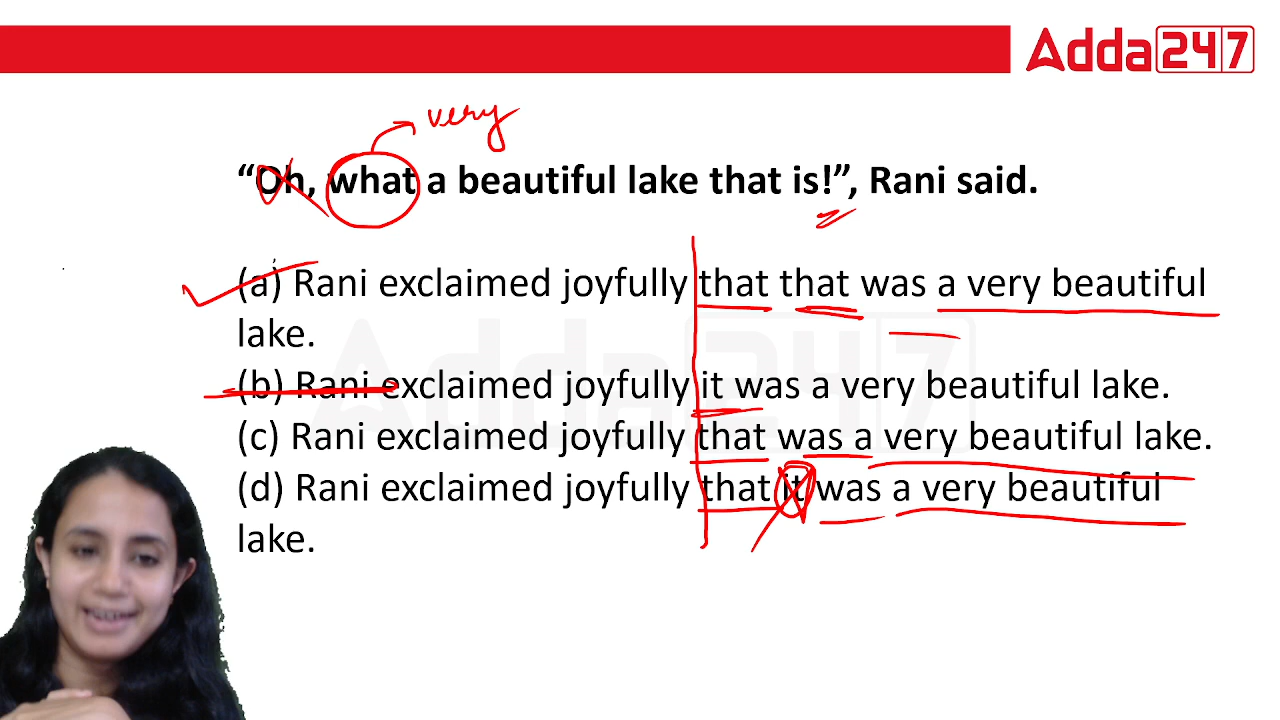 Adda247
very
“Oh, what a beautiful lake that is!”, Rani said.
(a) Rani exclaimed joyfully that that was a very beautiful
lake.
(b) Rani exclaimed joyfully it was a very beautiful lake.
(c) Rani exclaimed joyfully that was a very beautiful lake.
(d) Rani exclaimed joyfully that it was a very beautiful
lake.
Adda247